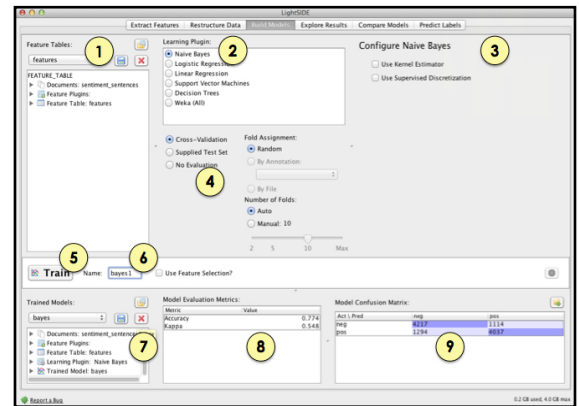 LightSIDE
Extract Features Restructure Data Build Models Explore Results Compare Models Predict Labels
Feature Tables:
1
features
FEATURE_TABLE
Documents: sentiment_sentences
Feature Plugins:
Feature Table: features
Learning Plugin:
2
Naive Bayes
Logistic Regression
Linear Regression
Support Vector Machines
Decision Trees
Weka (All)
Configure Naive Bayes
3
Use Kernel Estimator
Use Supervised Discretization
Cross-Validation
Supplied Test Set
No Evaluation
4
Fold Assignment:
Random
By Annotation:
By File
Number of Folds:
Auto
Manual: 10
2 5 10 Max
5
6
Train
Name: bayes1
Use Feature Selection?
Trained Models:
bayes
Documents: sentiment_sentences
Feature Plugins:
Feature Table: features
Learning Plugin: Naive Bayes
Trained Model: bayes
7
Model Evaluation Metrics:
Metric Value
Accuracy 0.774
Kappa 0.548
8
Model Confusion Matrix:
Act \ Pred neg pos
neg 4217 1114
pos 1294 4037
9
Report a Bug
0.2 GB used, 4.0 GB max